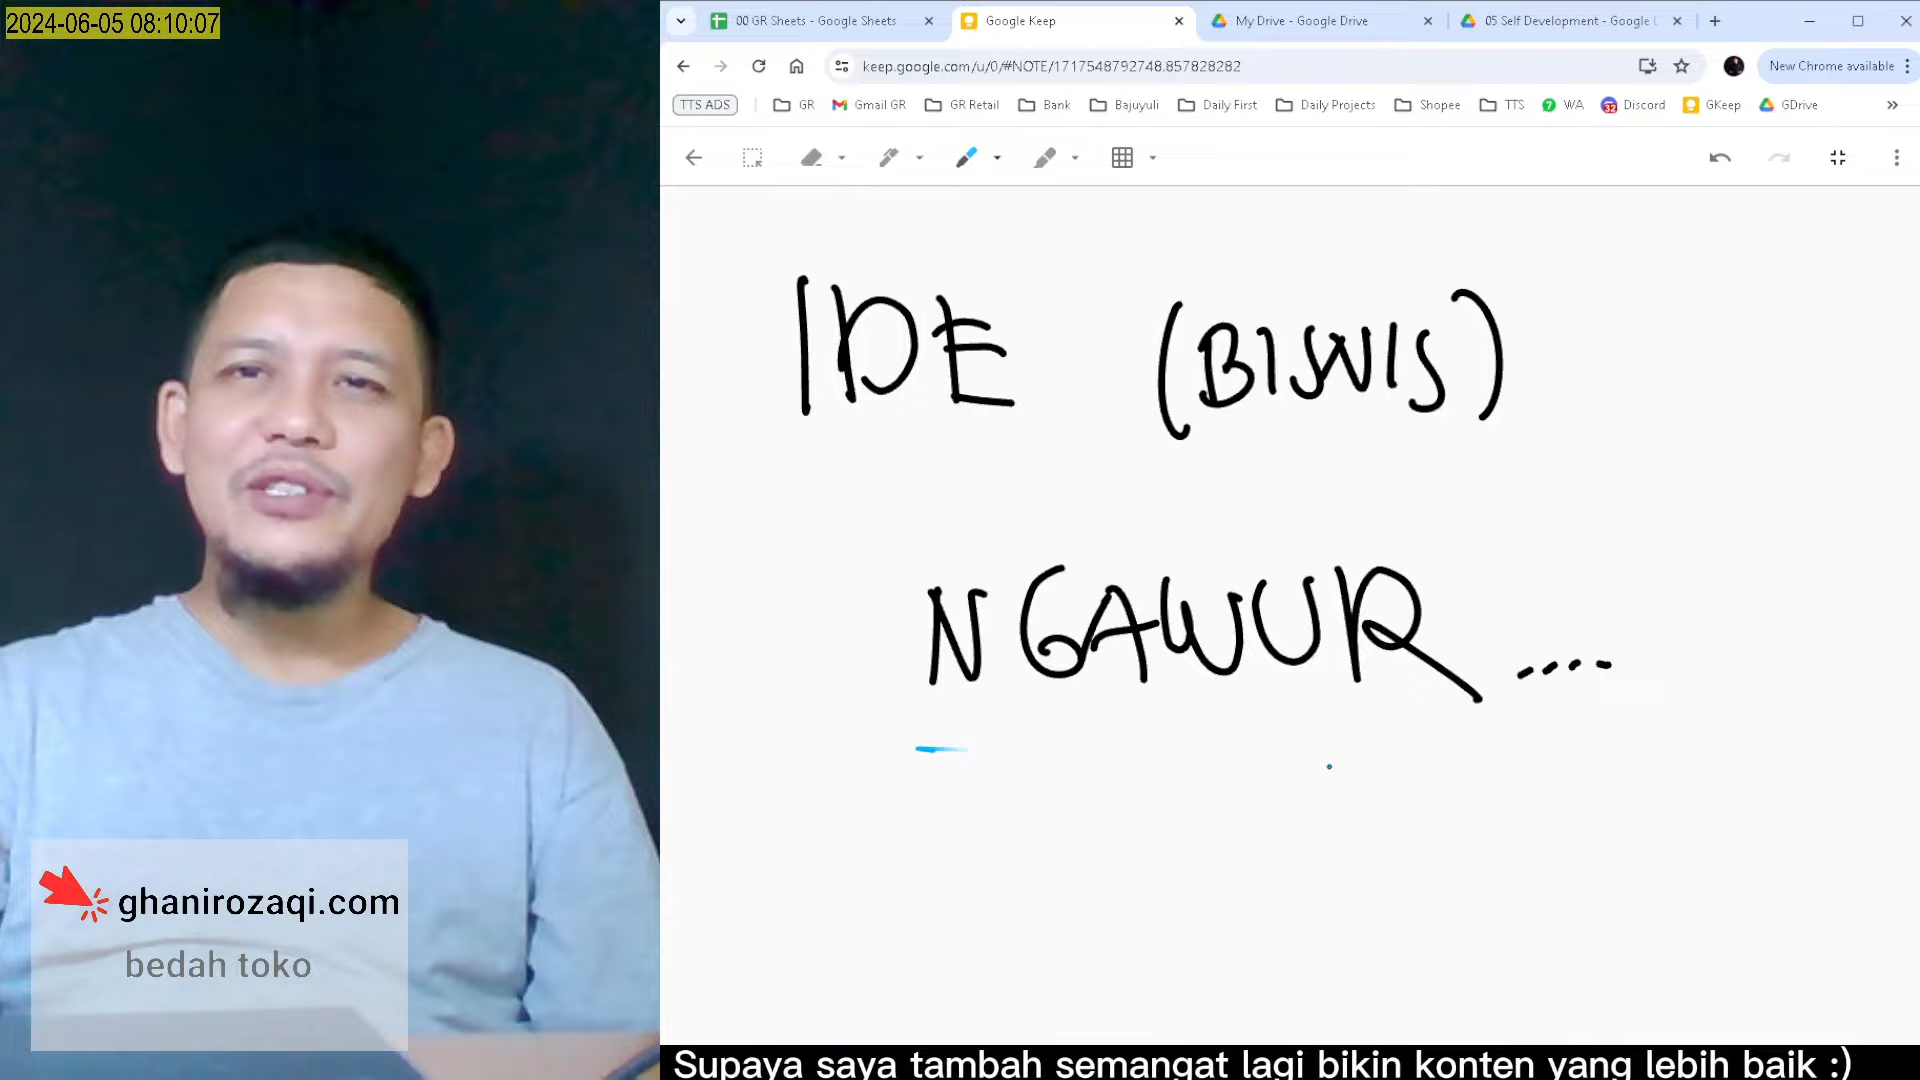 2024-06-05 08:10:07
00 GR Sheets - Google Sheets
Google Keep
My Drive - Google Drive
05 Self Development - Google
keep.google.com/u/0/#NOTE/1717548792748.857828282
New Chrome available
TTS ADS GR Gmail GR GR Retail Bank Bajuyuli Daily First Daily Projects Shopee TTS 7 WA 32 Discord GKeep GDrive
IDE (BISNIS)
NGAWUR ....
ghanirozaqi.com
bedah toko
Supaya saya tambah semangat lagi bikin konten yang lebih baik :)